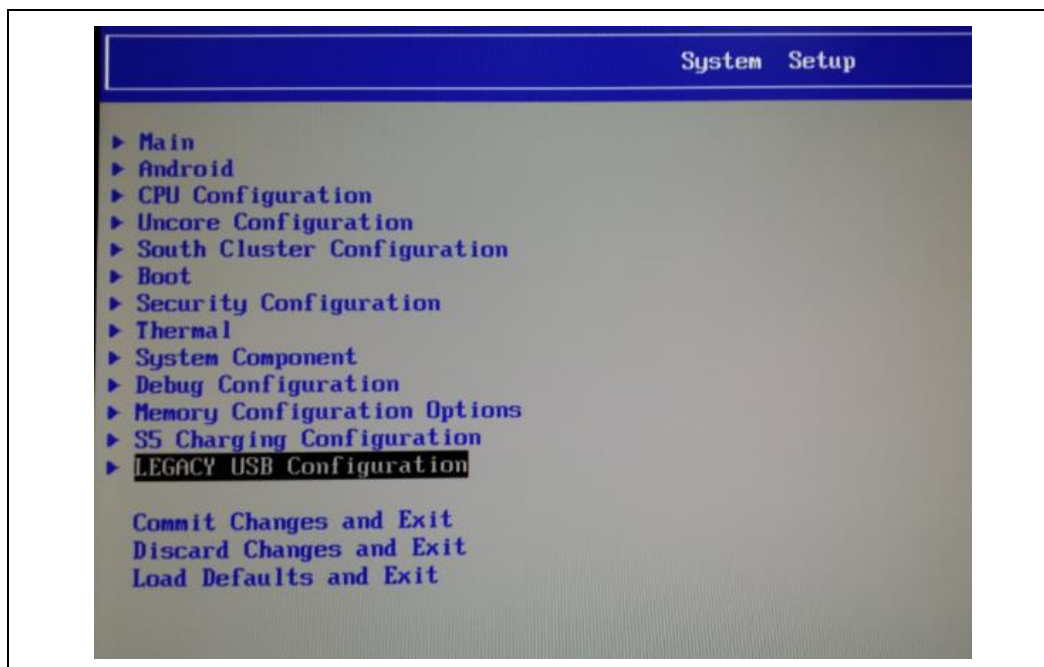 System Setup
Main
Android
CPU Configuration
Uncore Configuration
South Cluster Configuration
Boot
Security Configuration
Thermal
System Component
Debug Configuration
Memory Configuration Options
S5 Charging Configuration
LEGACY USB Configuration
Commit Changes and Exit
Discard Changes and Exit
Load Defaults and Exit